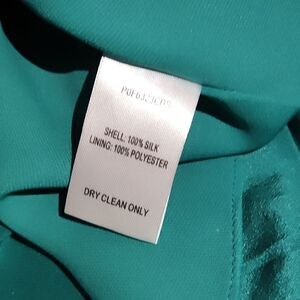 SHELL: 100% SILK
LINING: 100% POLYESTER
DRY CLEAN ONLY